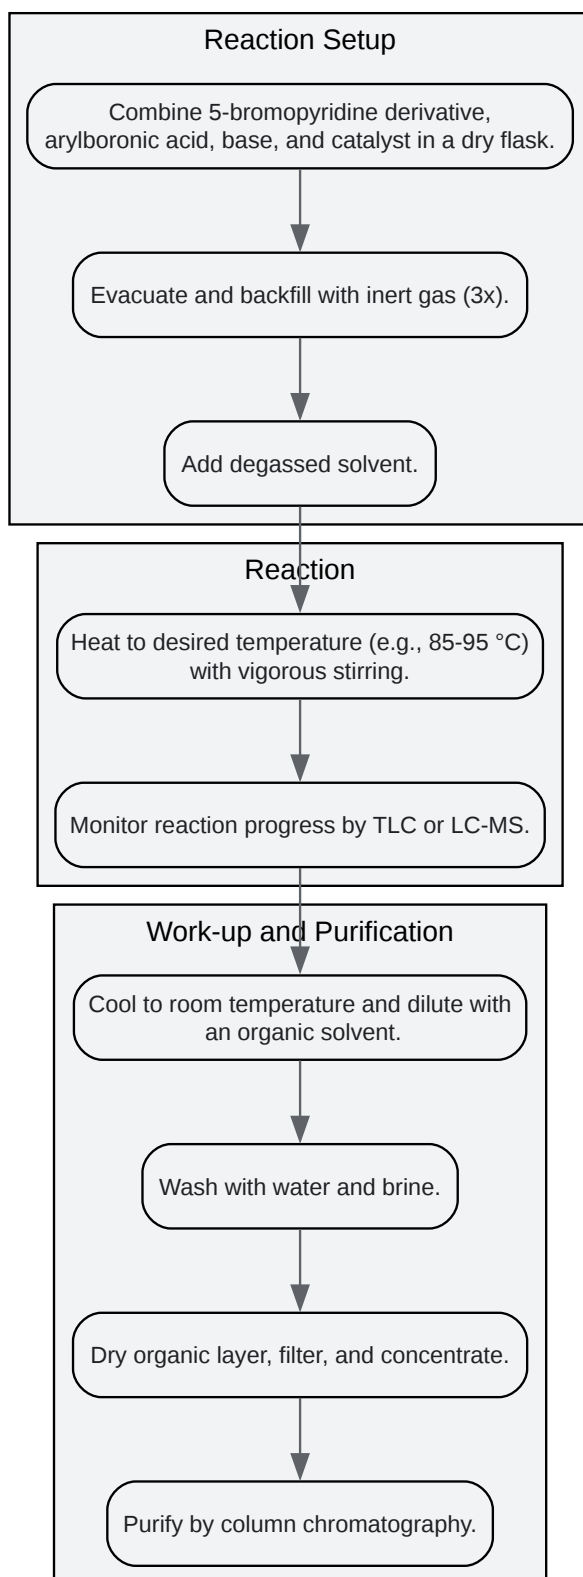 Reaction Setup
Combine 5-bromopyridine derivative,
arylboronic acid, base, and catalyst in a dry flask.
Evacuate and backfill with inert gas (3x).
Add degassed solvent.
Reaction
Heat to desired temperature (e.g., 85-95 °C)
with vigorous stirring.
Monitor reaction progress by TLC or LC-MS.
Work-up and Purification
Cool to room temperature and dilute with
an organic solvent.
Wash with water and brine.
Dry organic layer, filter, and concentrate.
Purify by column chromatography.